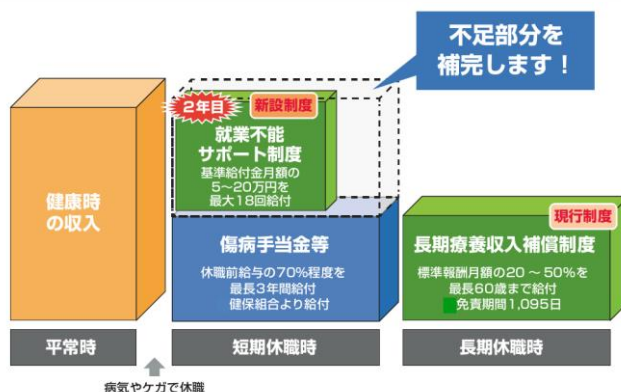 不足部分を
補完します！
2年目
新設制度
就業不能
サポート制度
基準給付金月額の
5〜20万円を
最大18回給付
健康時
の収入
傷病手当金等
休職前給与の70%程度を
最長3年間給付
健保組合より給付
現行制度
長期療養収入補償制度
標準報酬月額の20 〜 50%を
最長60歳まで給付
免責期間1,095日
平常時
短期休職時
長期休職時
病気やケガで休職